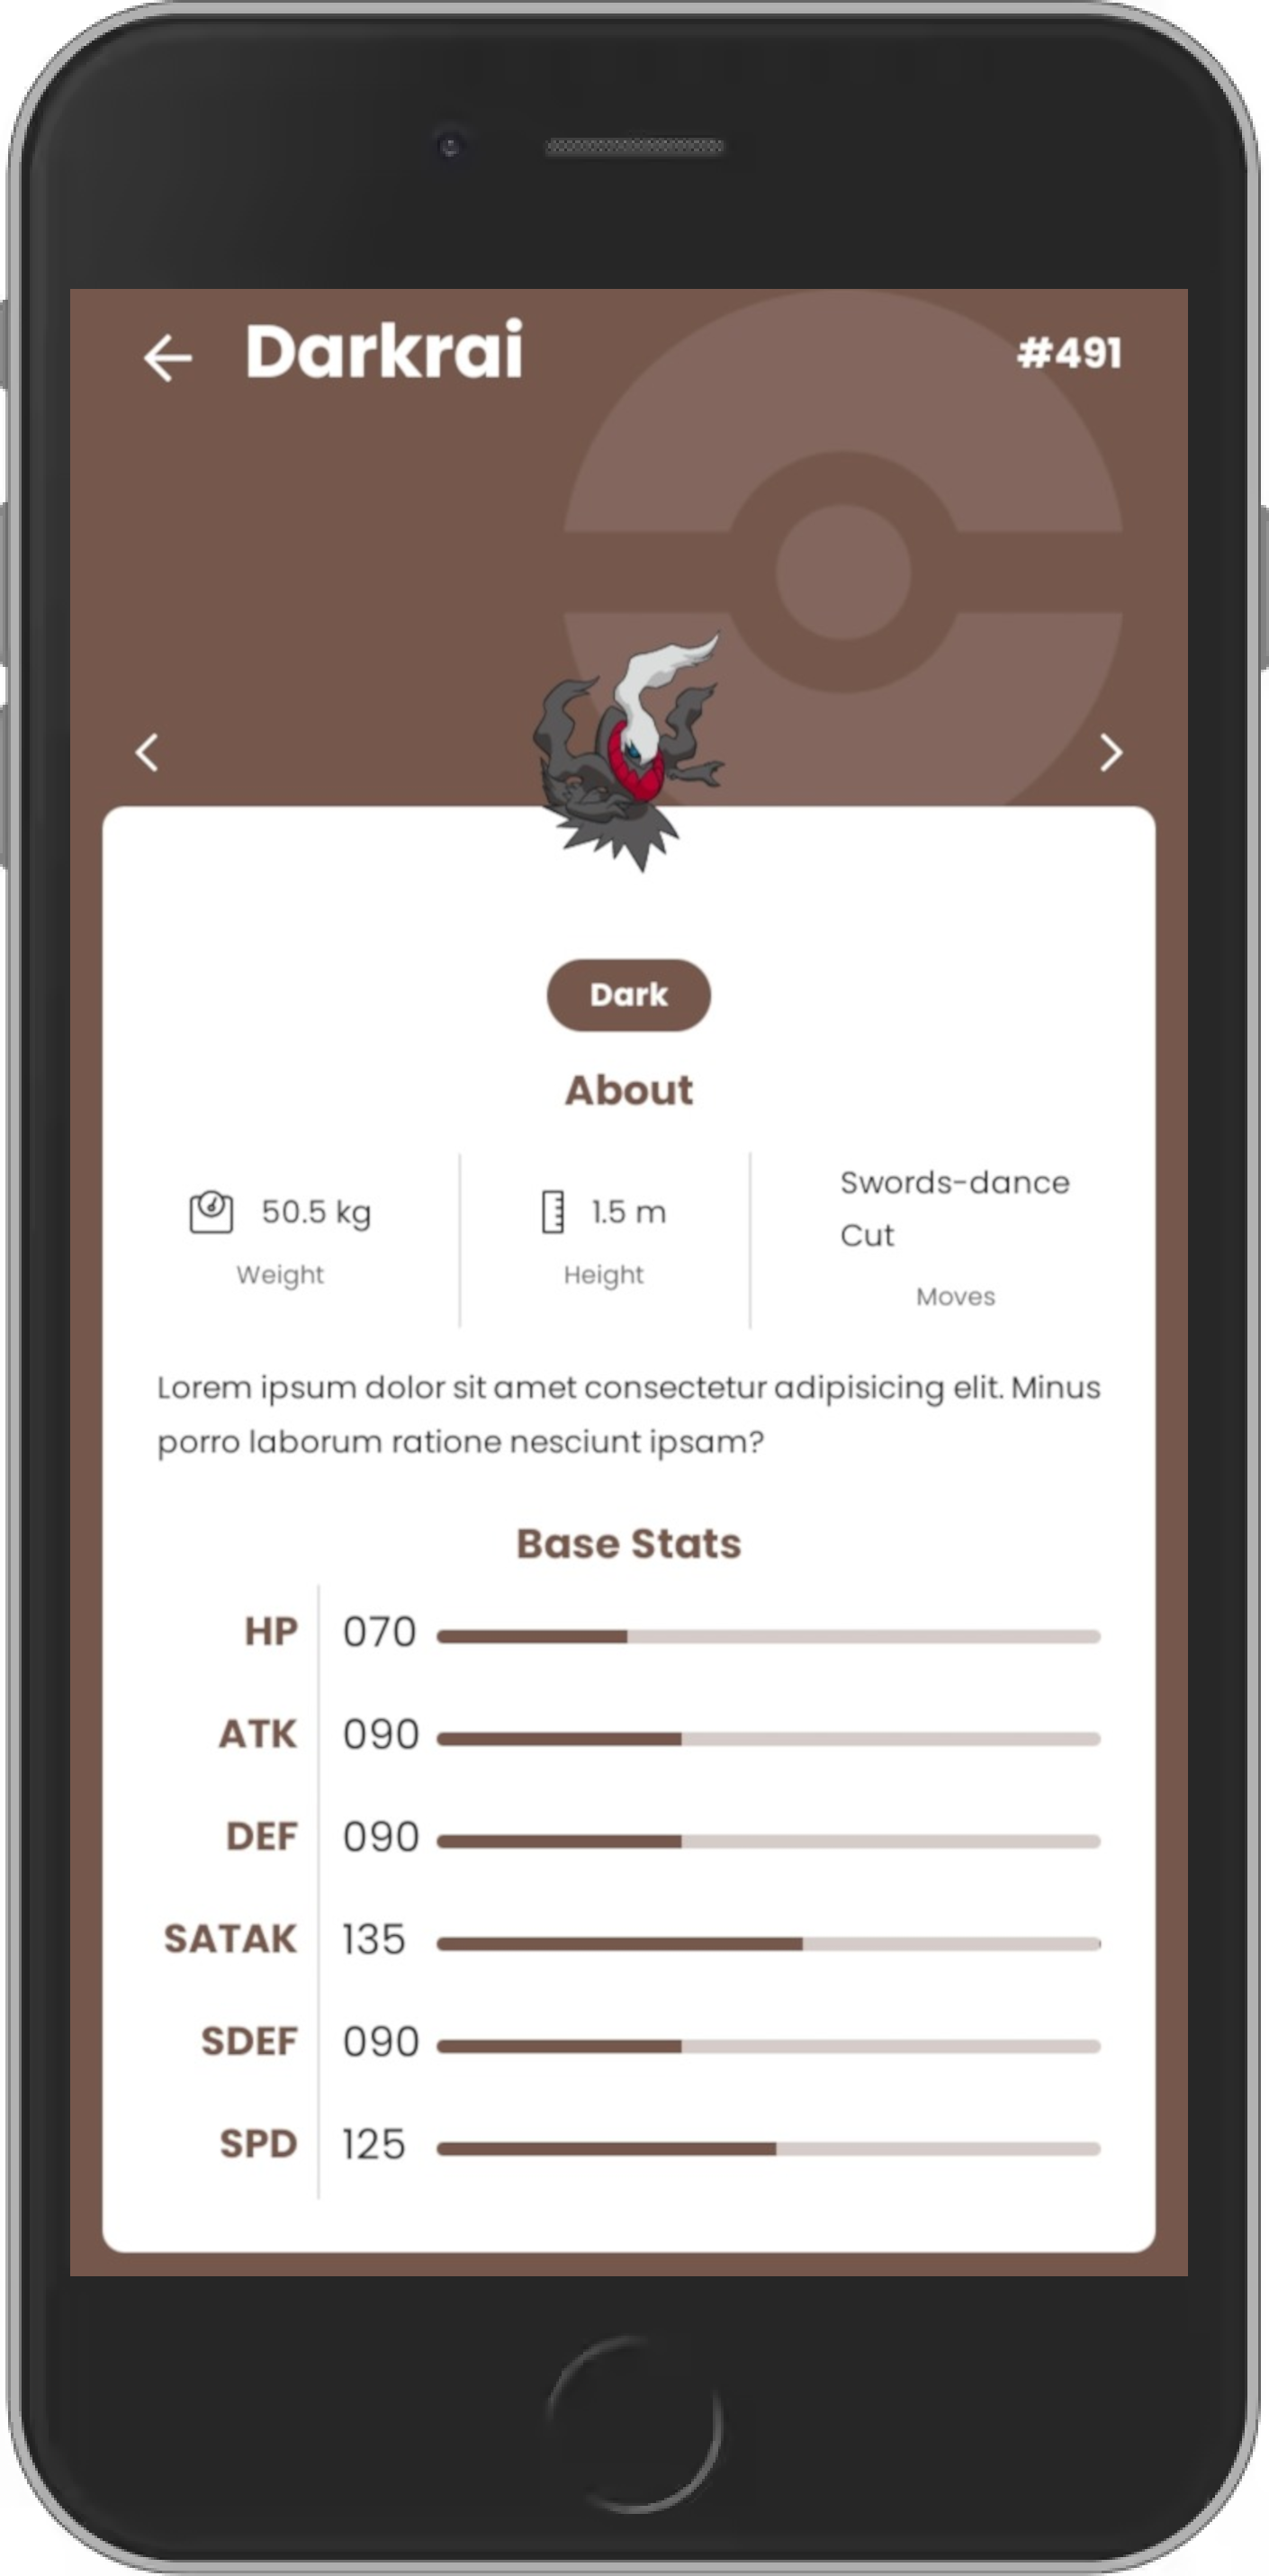 Darkrai
#491
Dark
About
50.5 kg
Weight
1.5 m
Height
Swords-dance
Cut
Moves
Lorem ipsum dolor sit amet consectetur adipisicing elit. Minus
porro laborum ratione nesciunt ipsam?
Base Stats
HP 070
ATK 090
DEF 090
SATAK 135
SDEF 090
SPD 125